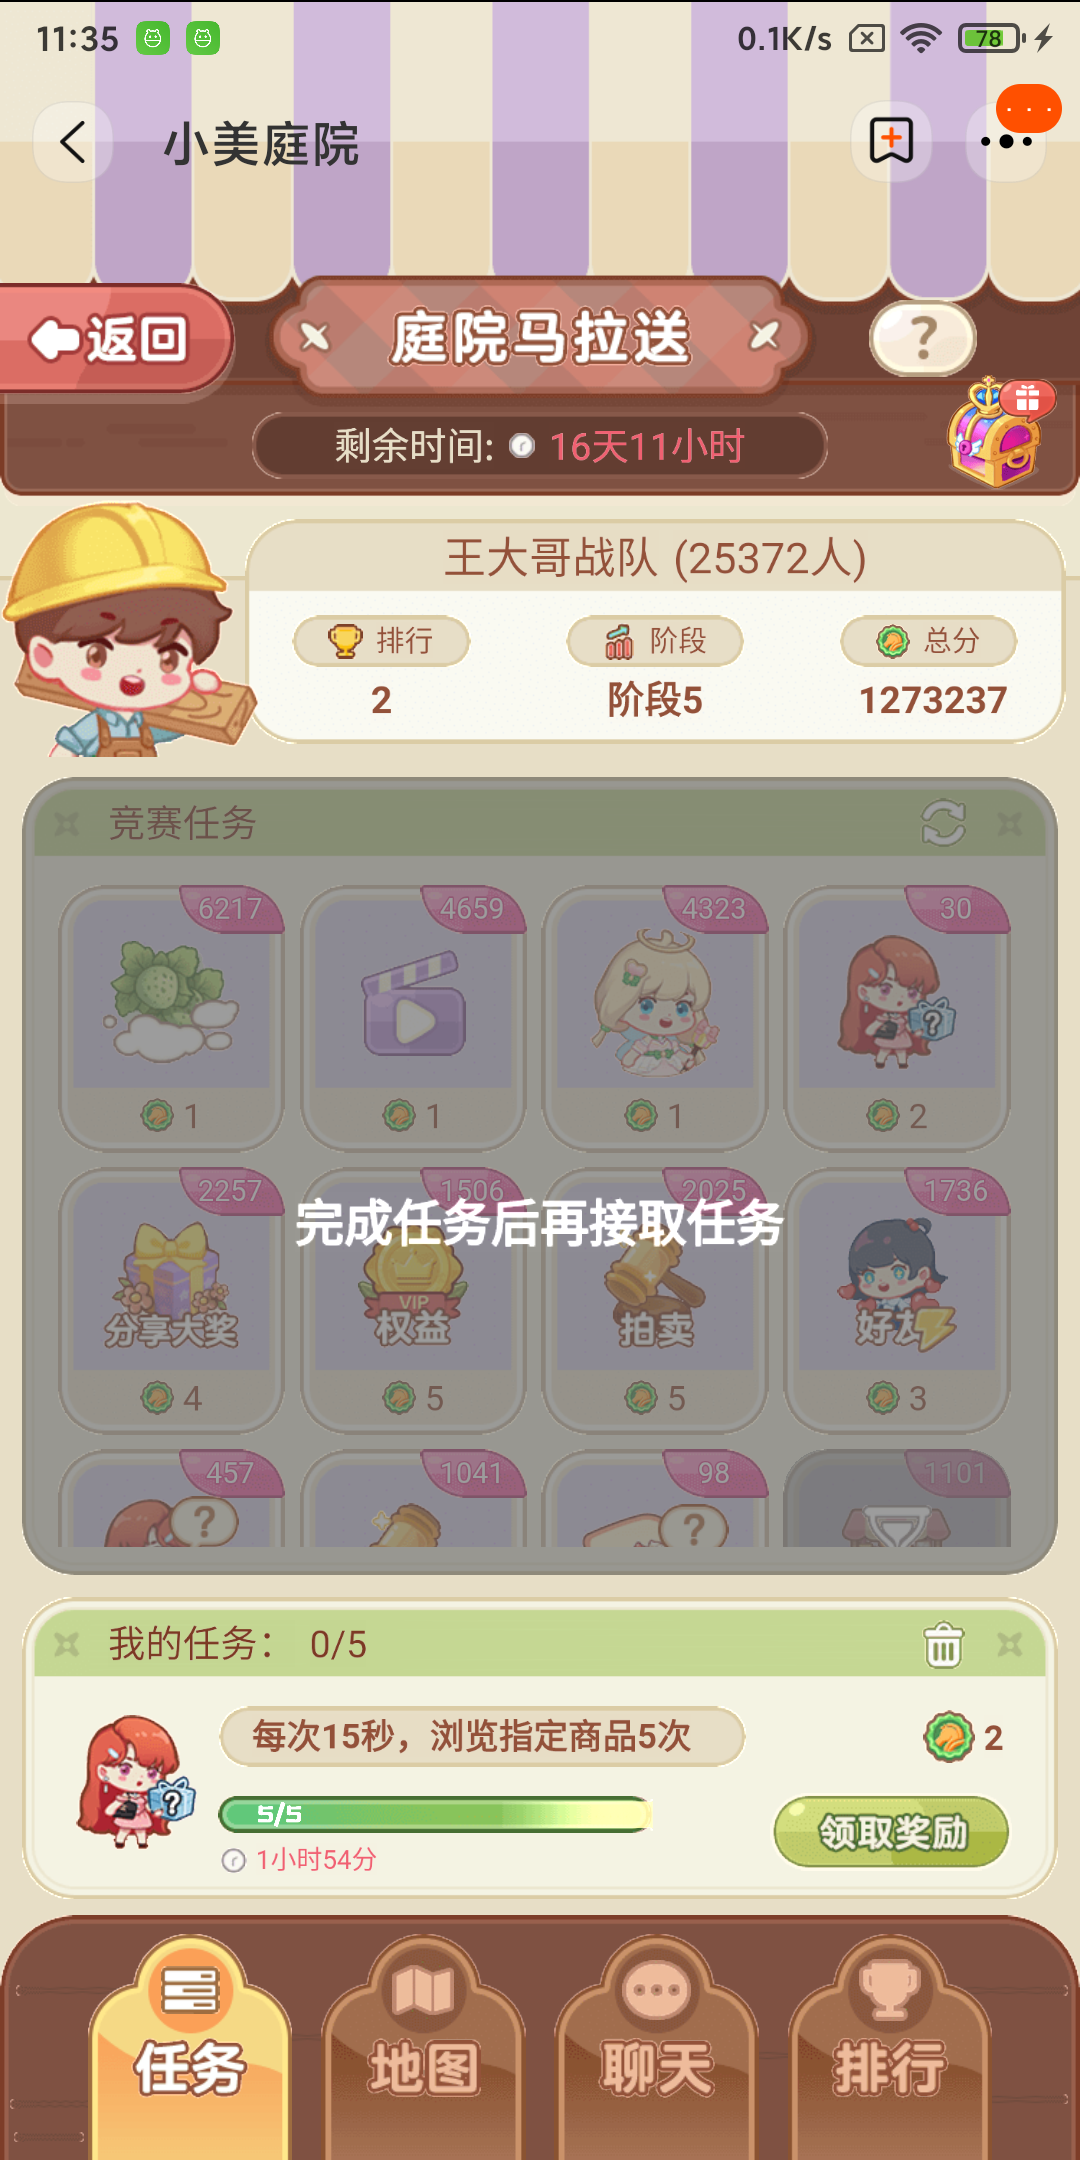 11:35
0.1K/s
78
小美庭院
返回
庭院马拉送
?
剩余时间: 16天11小时
王大哥战队 (25372人)
排行
阶段
总分
2
阶段5
1273237
竞赛任务
6217
4659
4323
30
?
1
1
1
2
2257
1506
2025
1736
完成任务后再接取任务
分享大奖
VIP
权益
拍卖
好友
4
5
5
3
457
1041
98
1101
?
?
我的任务: 0/5
每次15秒，浏览指定商品5次
2
?
5/5
领取奖励
1小时54分
任务
地图
聊天
排行